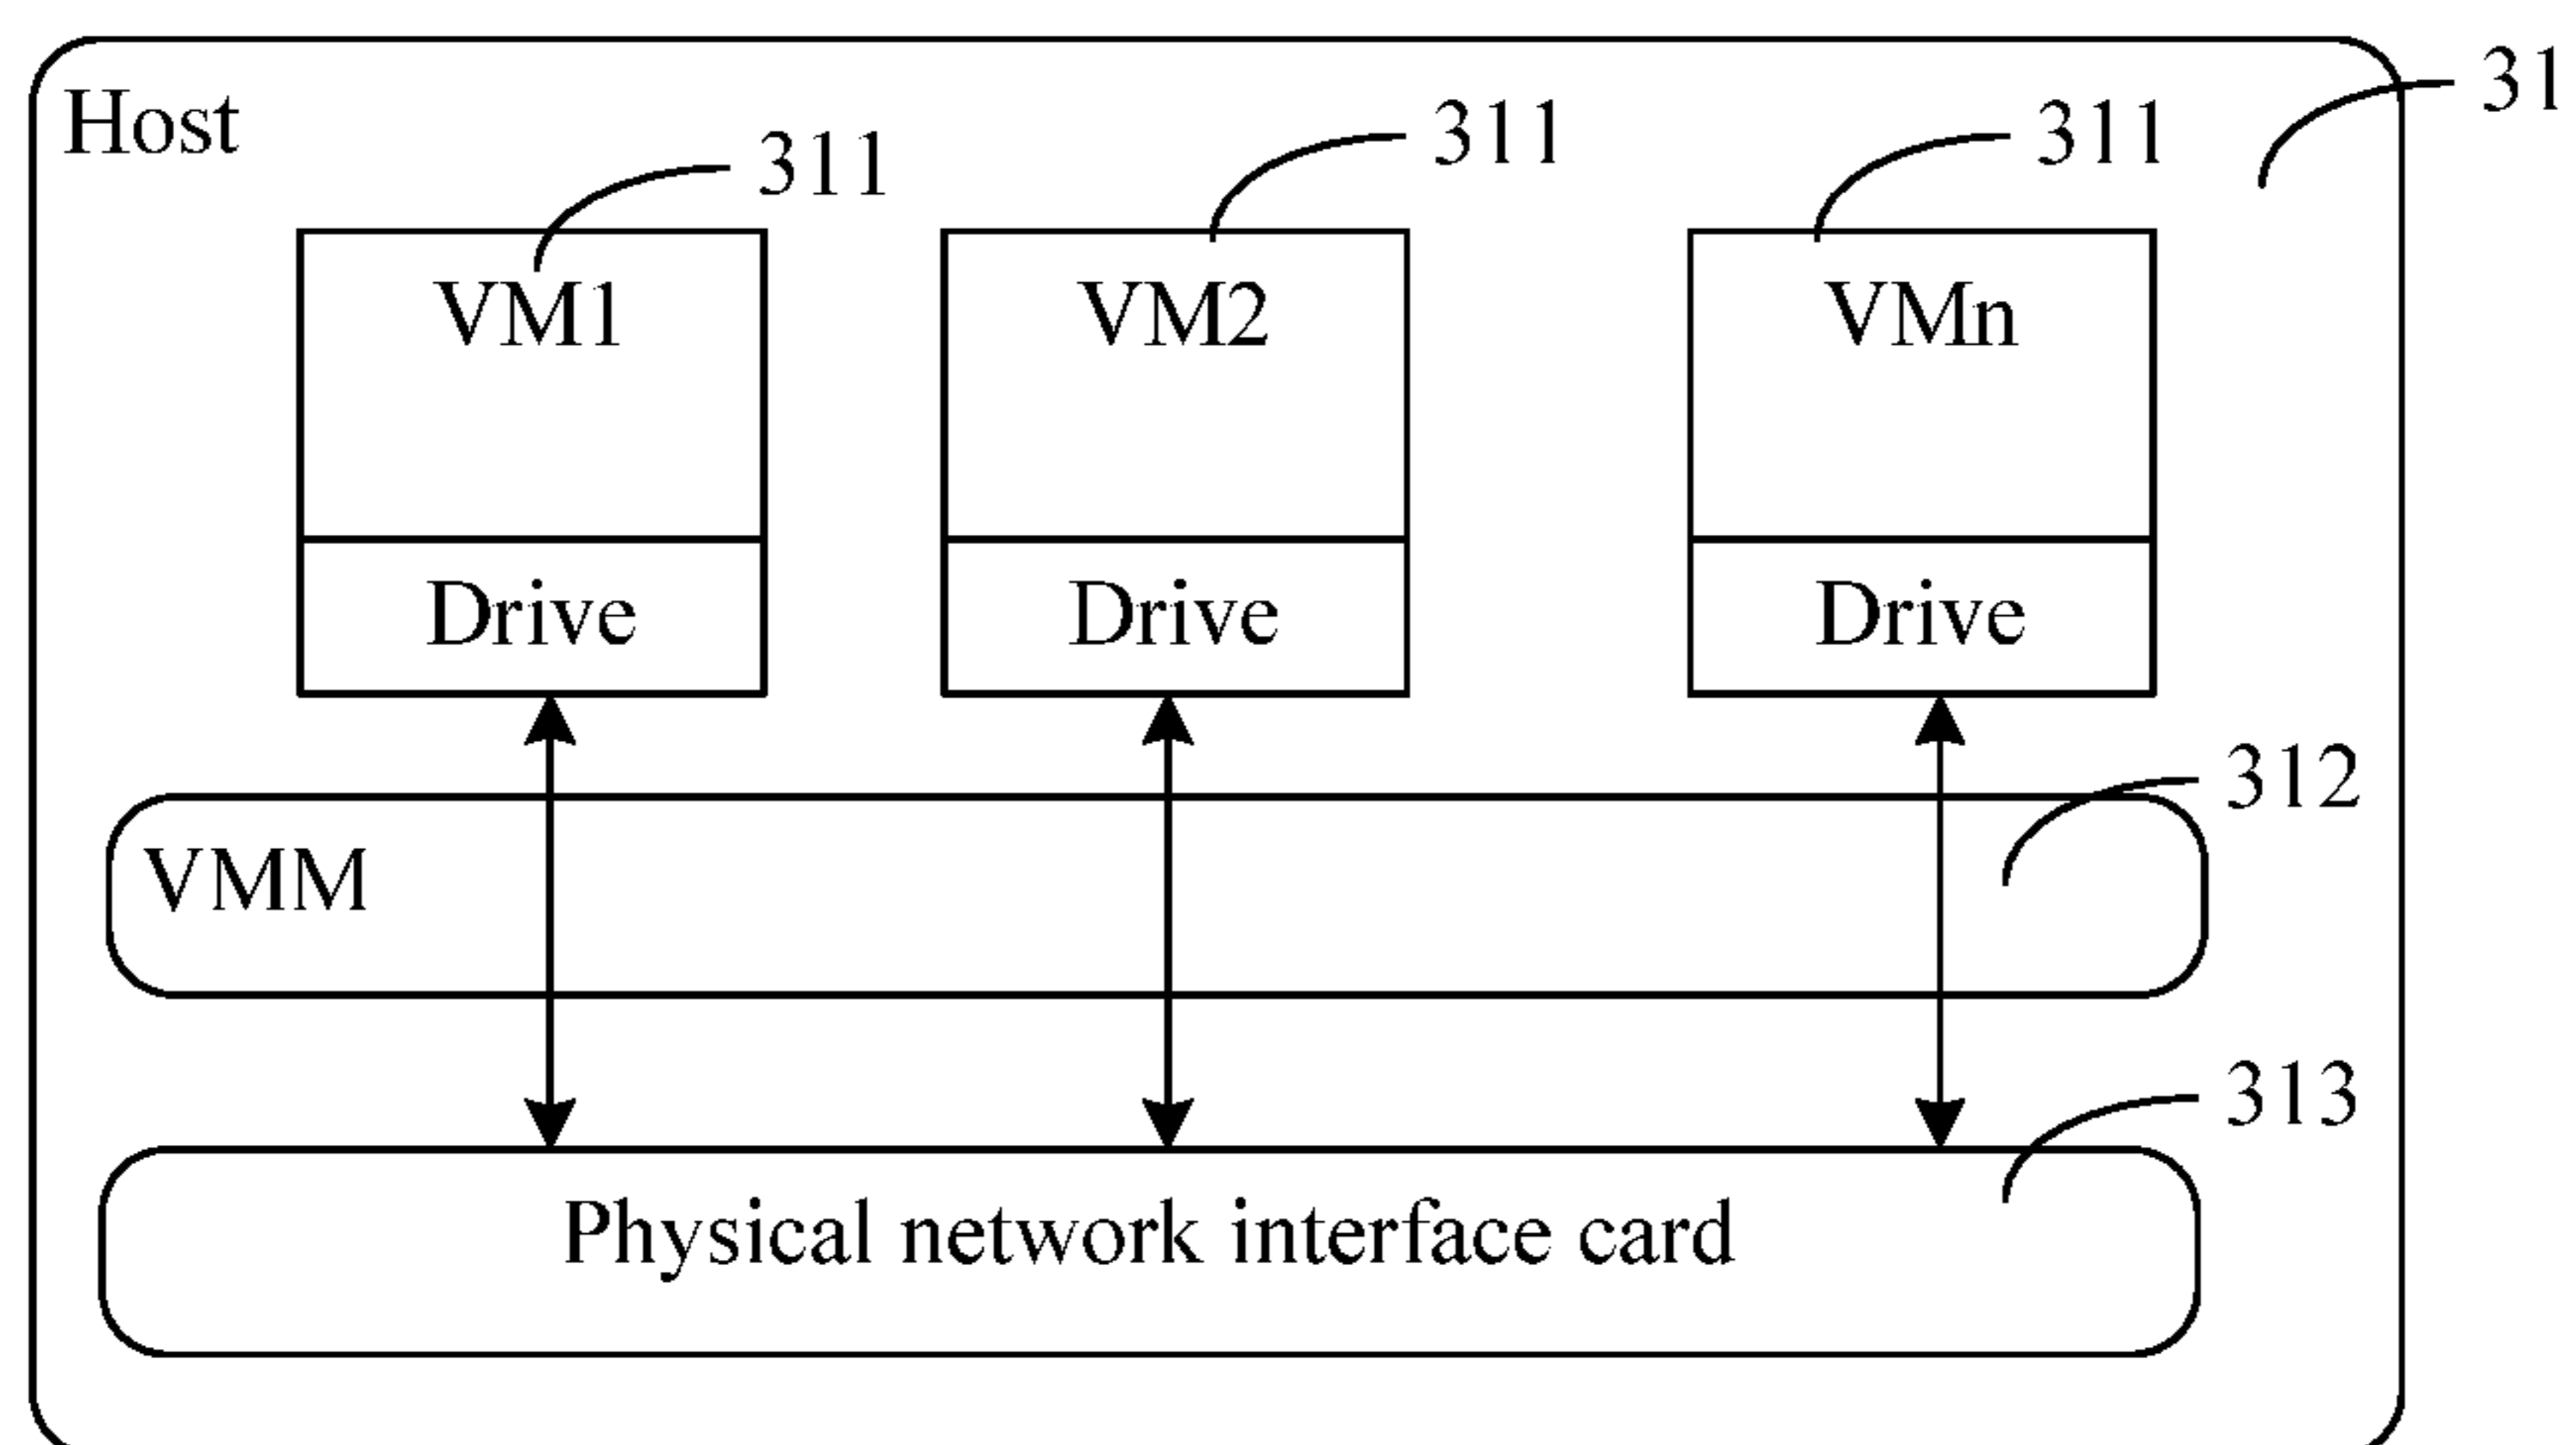 Host
31
311
311
311
VM1
VM2
VMn
Drive
Drive
Drive
312
VMM
313
Physical network interface card